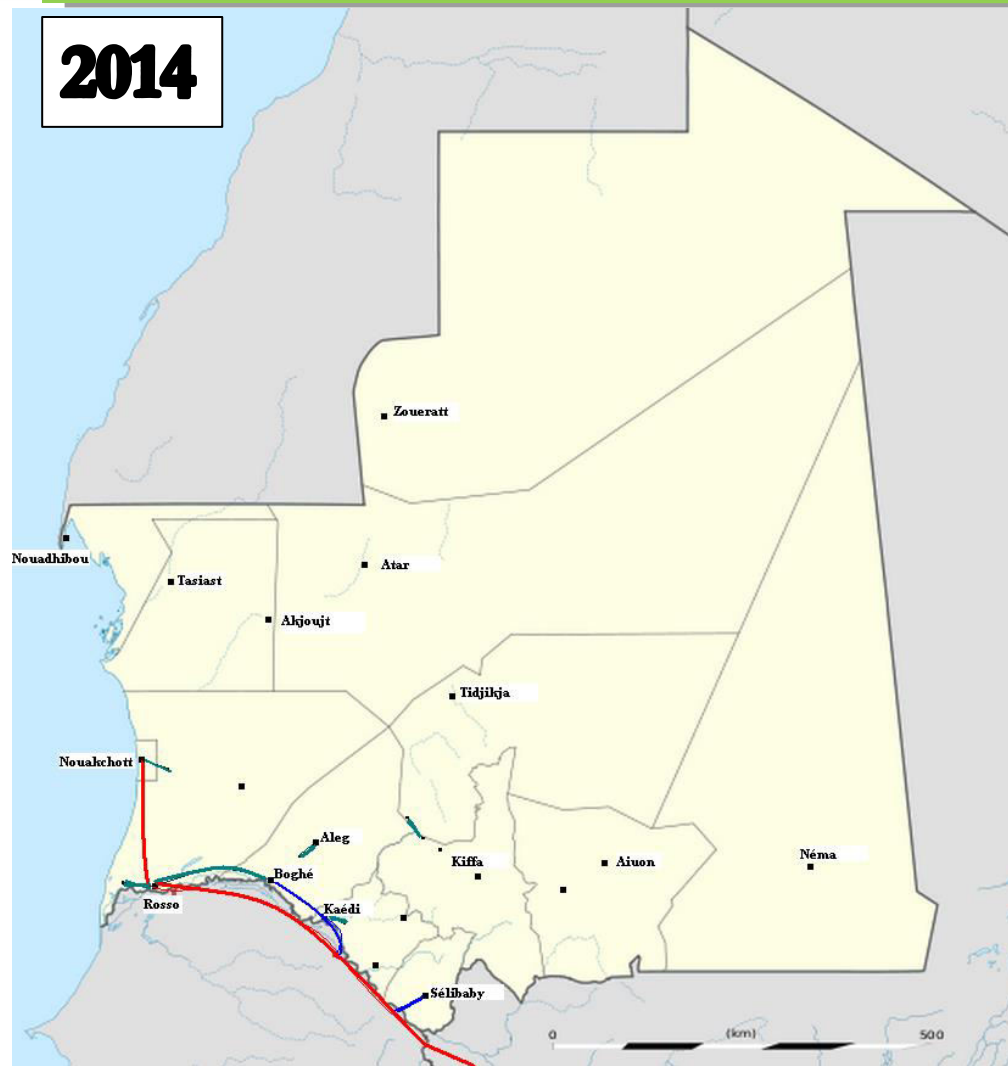 2014
Zoueratt
Nouadhibou
Atar
Tasiast
Akjoujt
Tidjikja
Nouakchott
Aleg
Kiffa
Aiuon
Néma
Boghé
Rosso
Kaédi
Sélibaby
0 (km) 500